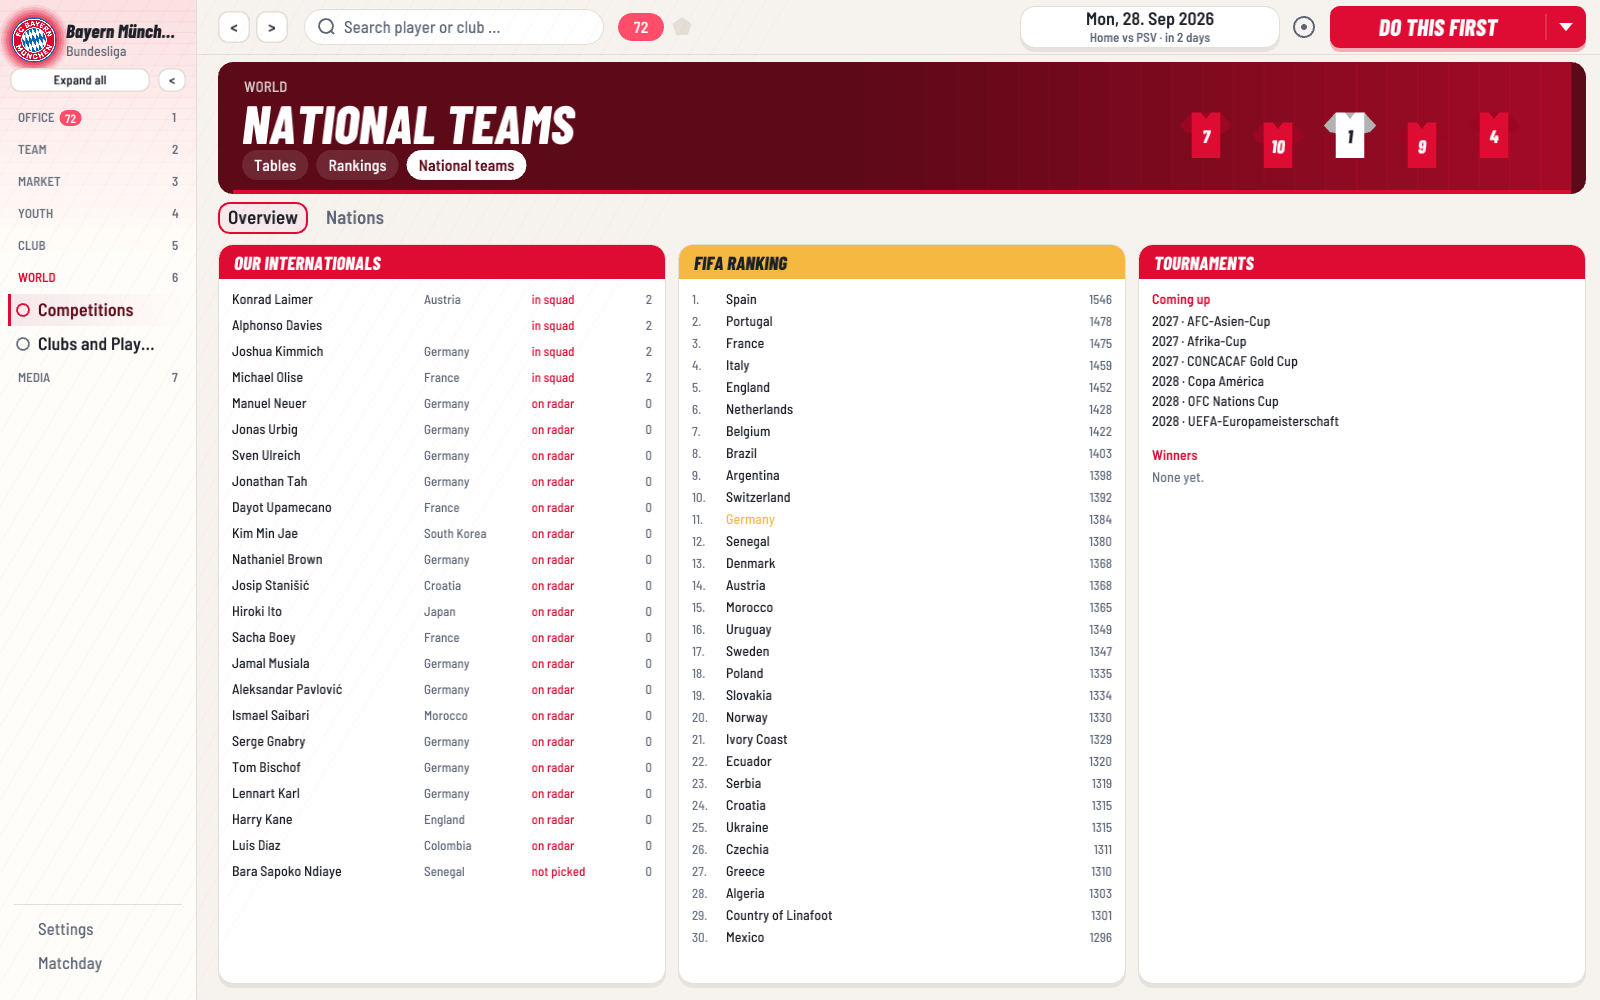 Bayern Münch...
Bundesliga
Expand all
<
OFFICE 72 1
TEAM 2
MARKET 3
YOUTH 4
CLUB 5
WORLD 6
Competitions
Clubs and Play...
MEDIA 7
Settings
Matchday
< >
Search player or club ...
72
Mon, 28. Sep 2026
Home vs PSV · in 2 days
DO THIS FIRST
WORLD
NATIONAL TEAMS
Tables Rankings National teams
7 10 1 9 4
Overview Nations
OUR INTERNATIONALS
Konrad Laimer Austria in squad 2
Alphonso Davies in squad 2
Joshua Kimmich Germany in squad 2
Michael Olise France in squad 2
Manuel Neuer Germany on radar 0
Jonas Urbig Germany on radar 0
Sven Ulreich Germany on radar 0
Jonathan Tah Germany on radar 0
Dayot Upamecano France on radar 0
Kim Min Jae South Korea on radar 0
Nathaniel Brown Germany on radar 0
Josip Stanišić Croatia on radar 0
Hiroki Ito Japan on radar 0
Sacha Boey France on radar 0
Jamal Musiala Germany on radar 0
Aleksandar Pavlović Germany on radar 0
Ismael Saibari Morocco on radar 0
Serge Gnabry Germany on radar 0
Tom Bischof Germany on radar 0
Lennart Karl Germany on radar 0
Harry Kane England on radar 0
Luis Díaz Colombia on radar 0
Bara Sapoko Ndiaye Senegal not picked 0
FIFA RANKING
1. Spain 1546
2. Portugal 1478
3. France 1475
4. Italy 1459
5. England 1452
6. Netherlands 1428
7. Belgium 1422
8. Brazil 1403
9. Argentina 1398
10. Switzerland 1392
11. Germany 1384
12. Senegal 1380
13. Denmark 1368
14. Austria 1368
15. Morocco 1365
16. Uruguay 1349
17. Sweden 1347
18. Poland 1335
19. Slovakia 1334
20. Norway 1330
21. Ivory Coast 1329
22. Ecuador 1320
23. Serbia 1319
24. Croatia 1315
25. Ukraine 1315
26. Czechia 1311
27. Greece 1310
28. Algeria 1303
29. Country of Linafoot 1301
30. Mexico 1296
TOURNAMENTS
Coming up
2027 · AFC-Asien-Cup
2027 · Afrika-Cup
2027 · CONCACAF Gold Cup
2028 · Copa América
2028 · OFC Nations Cup
2028 · UEFA-Europameisterschaft
Winners
None yet.